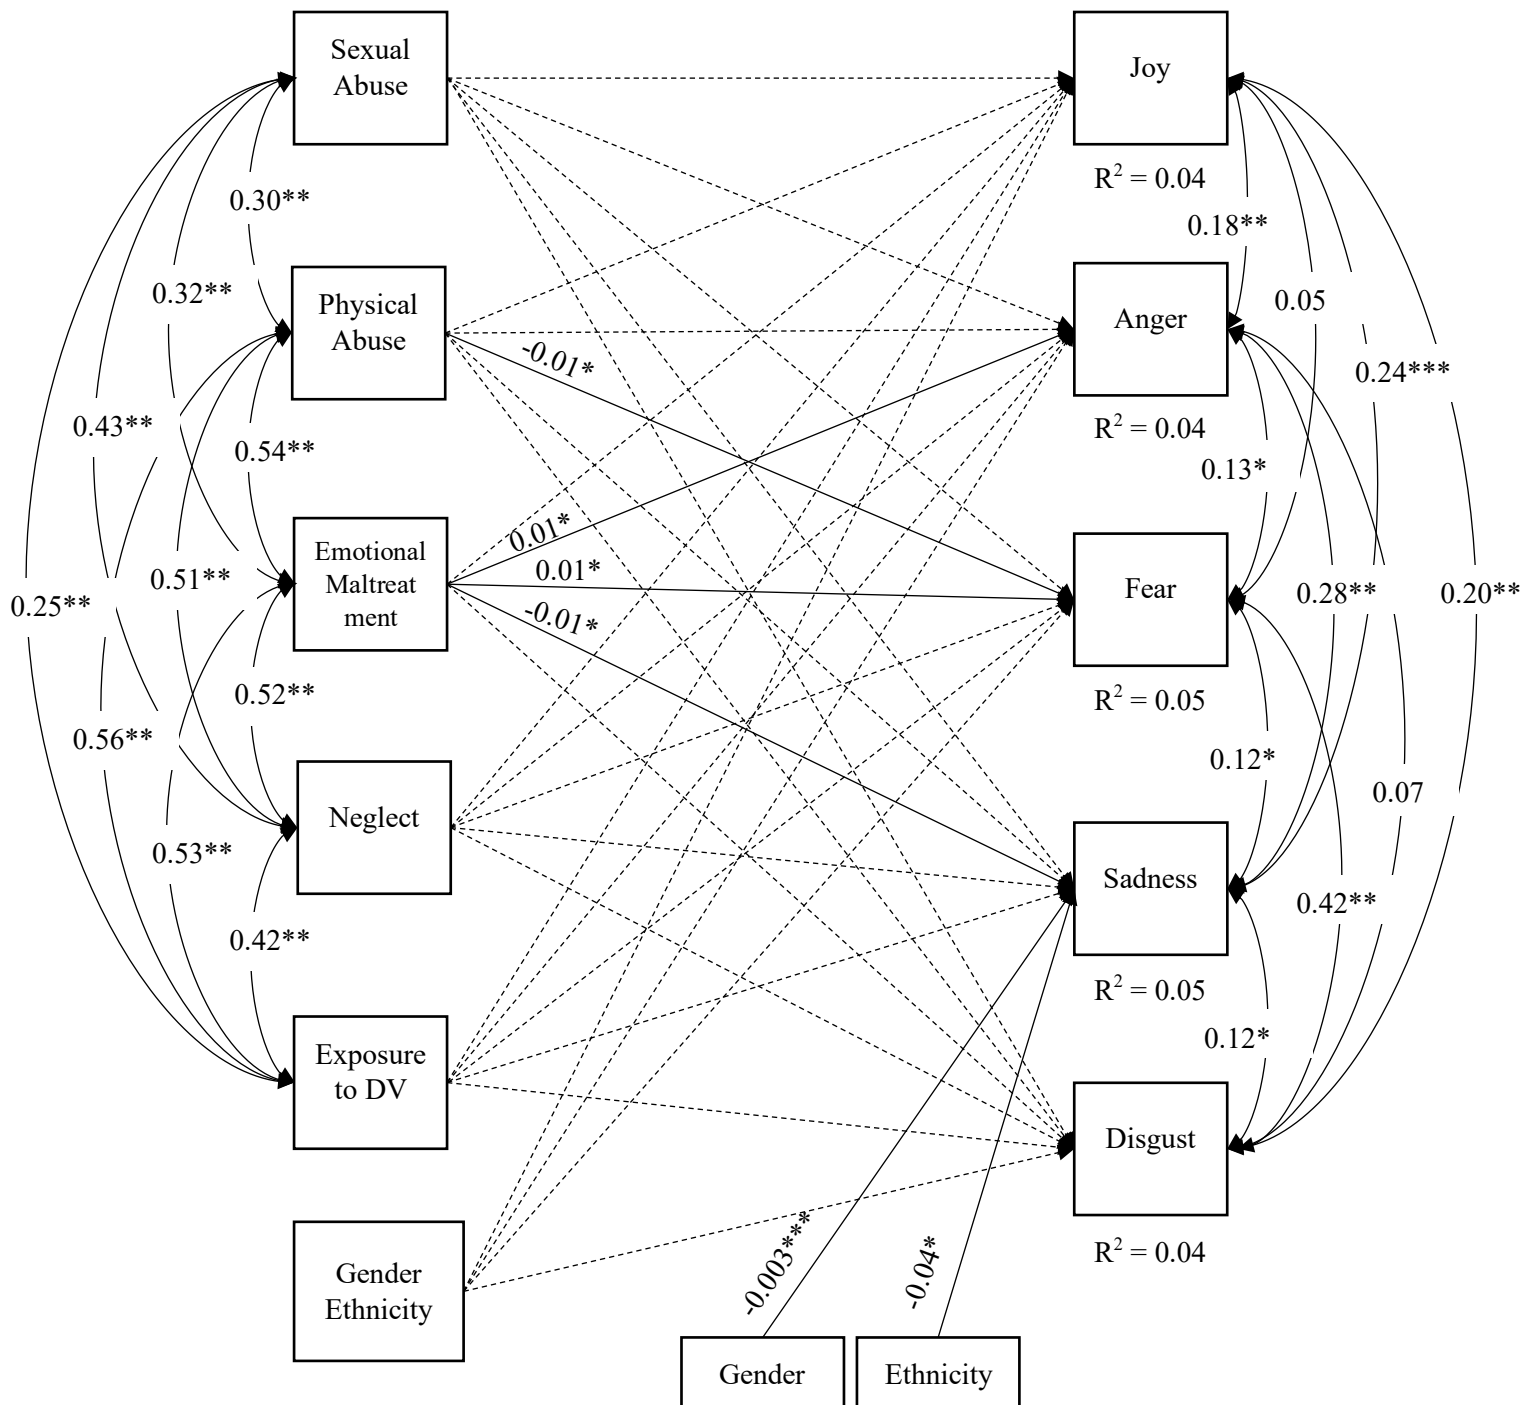 Sexual
Abuse
Joy
R² = 0.04
0.30**
0.18**
0.32**
Physical
Abuse
Anger
0.05
-0.01*
0.24***
R² = 0.04
0.43**
0.54**
0.13*
Emotional
Maltreat
ment
0.01*
0.01*
-0.01*
Fear
0.51**
0.25**
0.28**
0.20**
0.52**
R² = 0.05
0.56**
0.12*
0.07
Neglect
0.53**
Sadness
0.42**
0.42**
R² = 0.05
Exposure
to DV
0.12*
Disgust
R² = 0.04
Gender
Ethnicity
-0.003***
-0.04*
Gender
Ethnicity